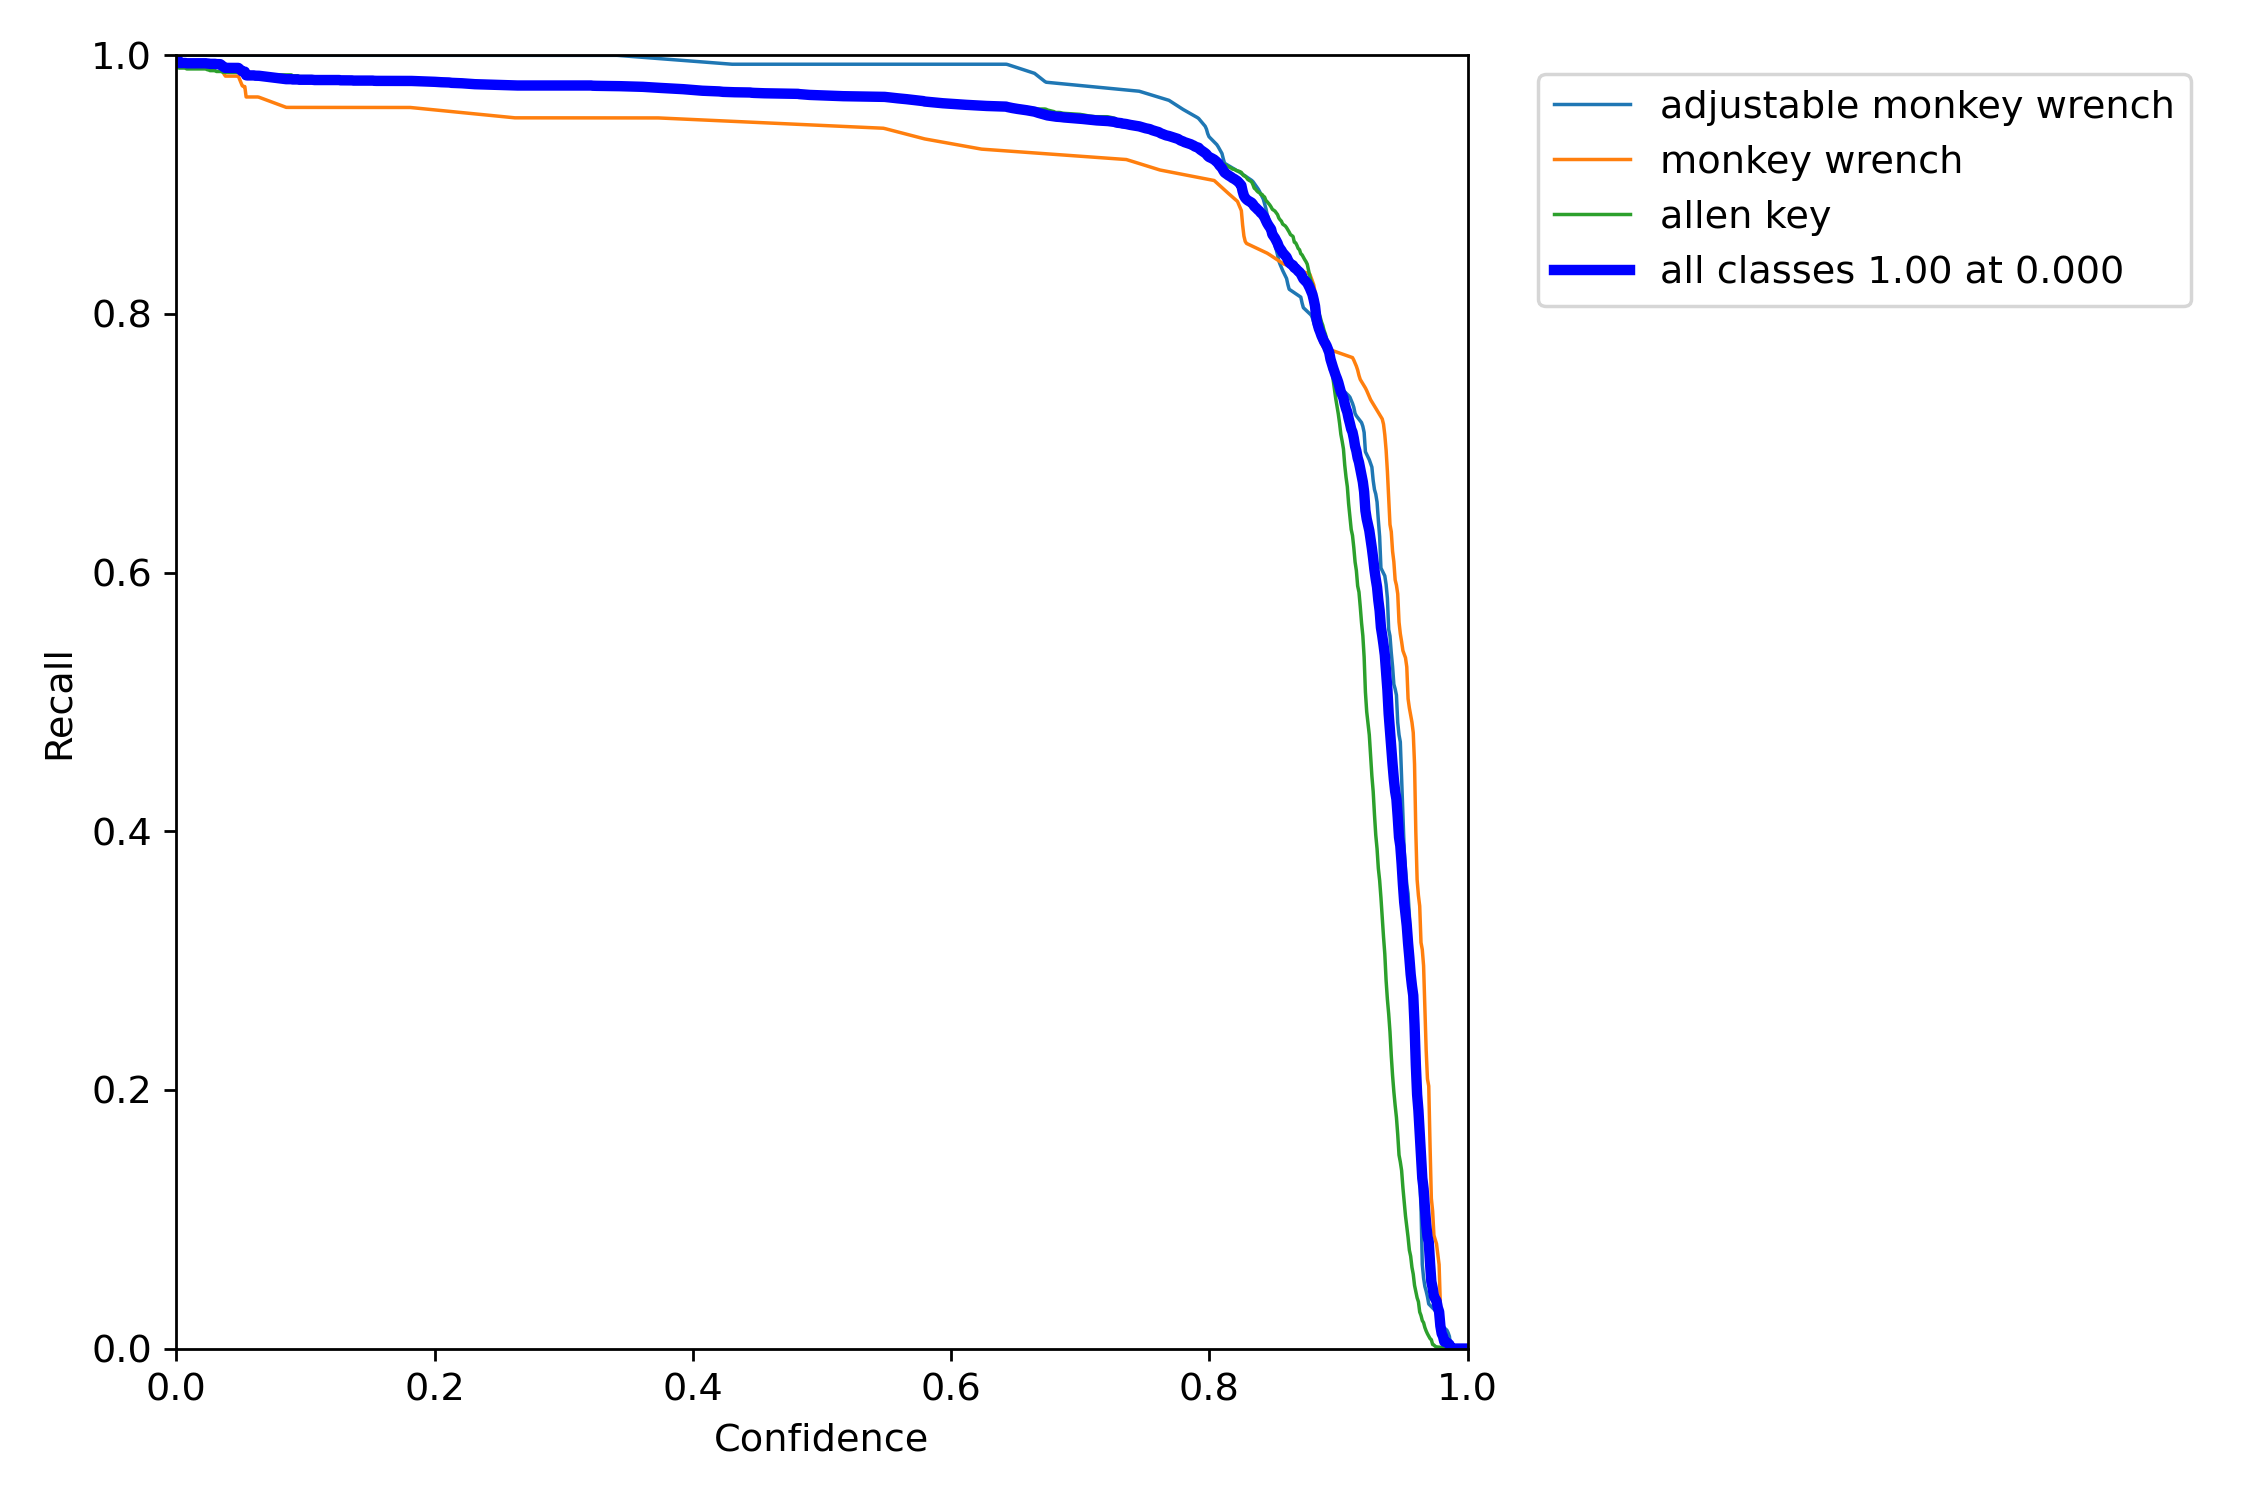 adjustable monkey wrench
monkey wrench
allen key
all classes 1.00 at 0.000
Recall
1.0
0.8
0.6
0.4
0.2
0.0
0.0 0.2 0.4 0.6 0.8 1.0
Confidence